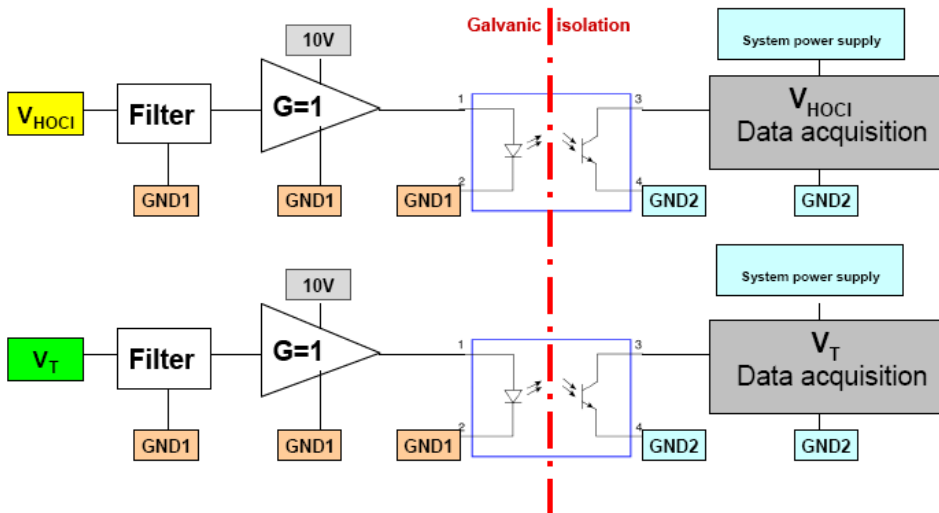 Galvanic isolation
10V
System power supply
V_HOCl
Filter
G=1
1
3
V_HOCl
Data acquisition
2
4
GND1
GND1
GND1
GND2
GND2
10V
System power supply
V_T
Filter
G=1
1
3
V_T
Data acquisition
2
4
GND1
GND1
GND1
GND2
GND2